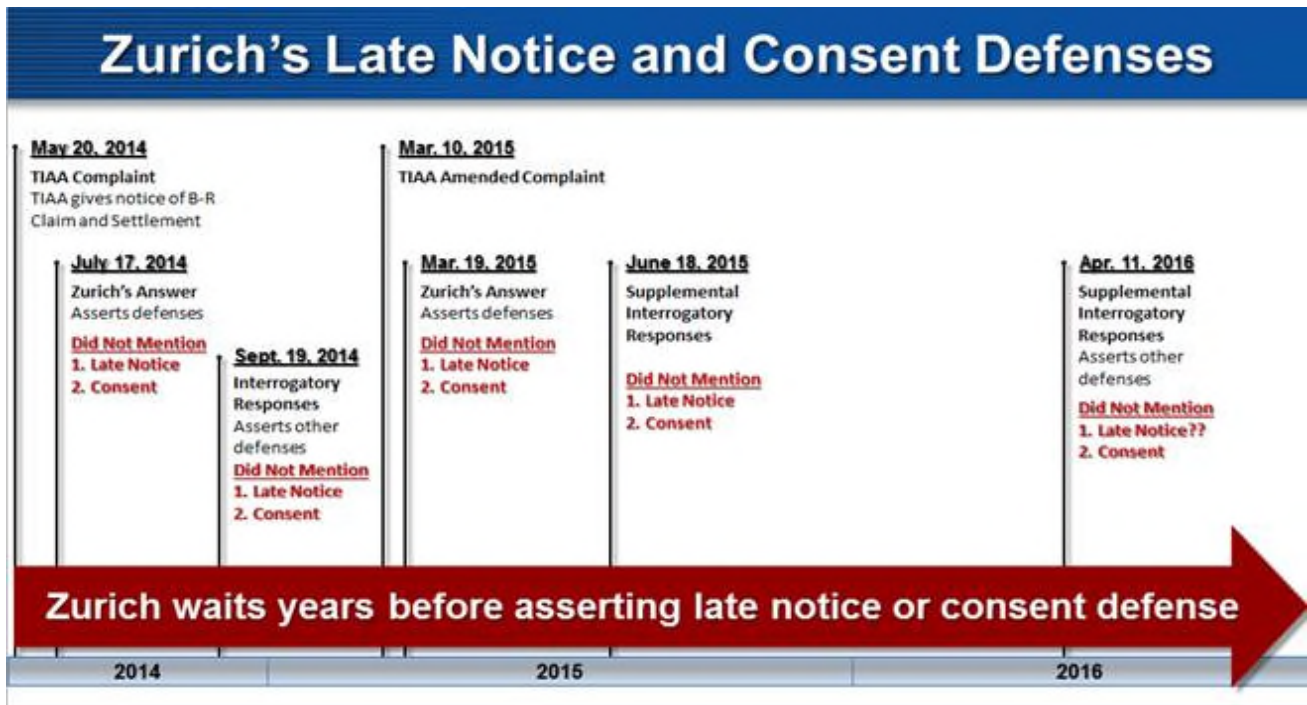 Zurich's Late Notice and Consent Defenses
May 20, 2014
TIAA Complaint
TIAA gives notice of B-R
Claim and Settlement
July 17, 2014
Zurich's Answer
Asserts defenses
Did Not Mention
1. Late Notice
2. Consent
Sept. 19, 2014
Interrogatory
Responses
Asserts other
defenses
Did Not Mention
1. Late Notice
2. Consent
Mar. 10, 2015
TIAA Amended Complaint
Mar. 19, 2015
Zurich's Answer
Asserts defenses
Did Not Mention
1. Late Notice
2. Consent
June 18, 2015
Supplemental
Interrogatory
Responses
Did Not Mention
1. Late Notice
2. Consent
Apr. 11, 2016
Supplemental
Interrogatory
Responses
Asserts other
defenses
Did Not Mention
1. Late Notice??
2. Consent
Zurich waits years before asserting late notice or consent defense
2014
2015
2016